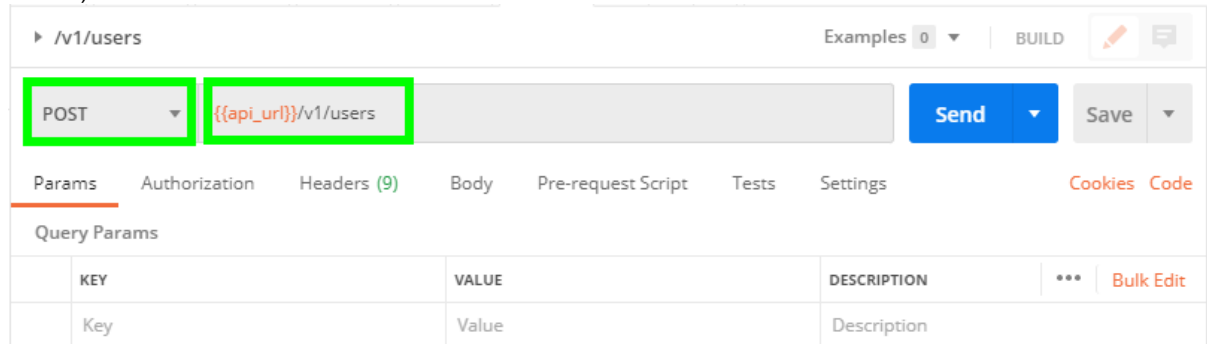 /v1/users Examples 0 BUILD
POST {{api_url}}/v1/users Send Save
Params Authorization Headers (9) Body Pre-request Script Tests Settings Cookies Code
Query Params
KEY VALUE DESCRIPTION ••• Bulk Edit
Key Value Description